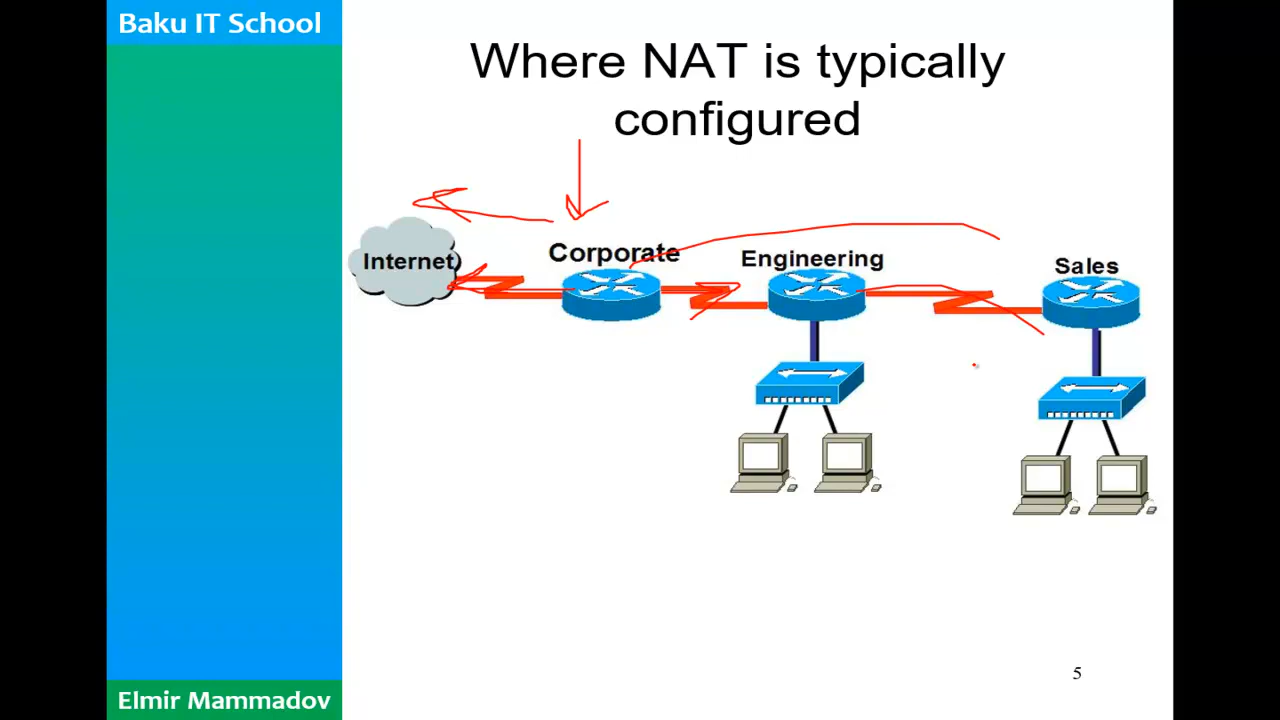 Baku IT School
Where NAT is typically
configured
Internet
Corporate
Engineering
Sales
5
Elmir Mammadov